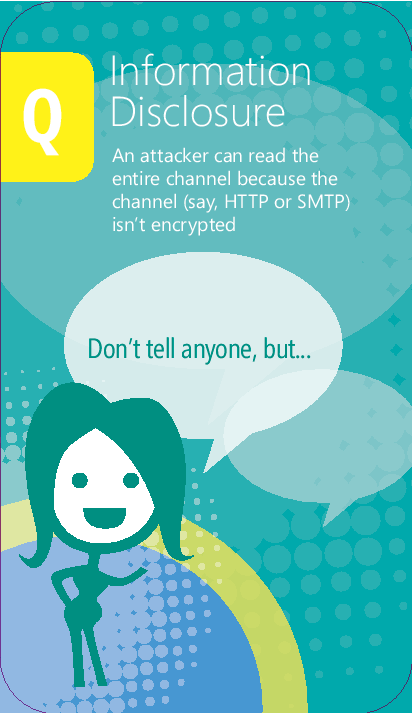 Q
Information
Disclosure
An attacker can read the
entire channel because the
channel (say, HTTP or SMTP)
isn’t encrypted
Don’t tell anyone, but...